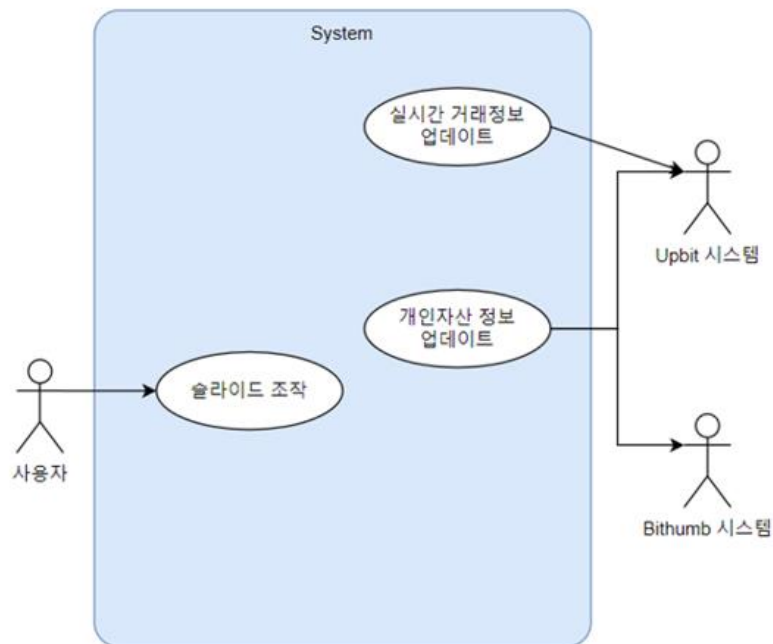 System
실시간 거래정보
업데이트
Upbit 시스템
개인자산 정보
업데이트
슬라이드 조작
사용자
Bithumb 시스템